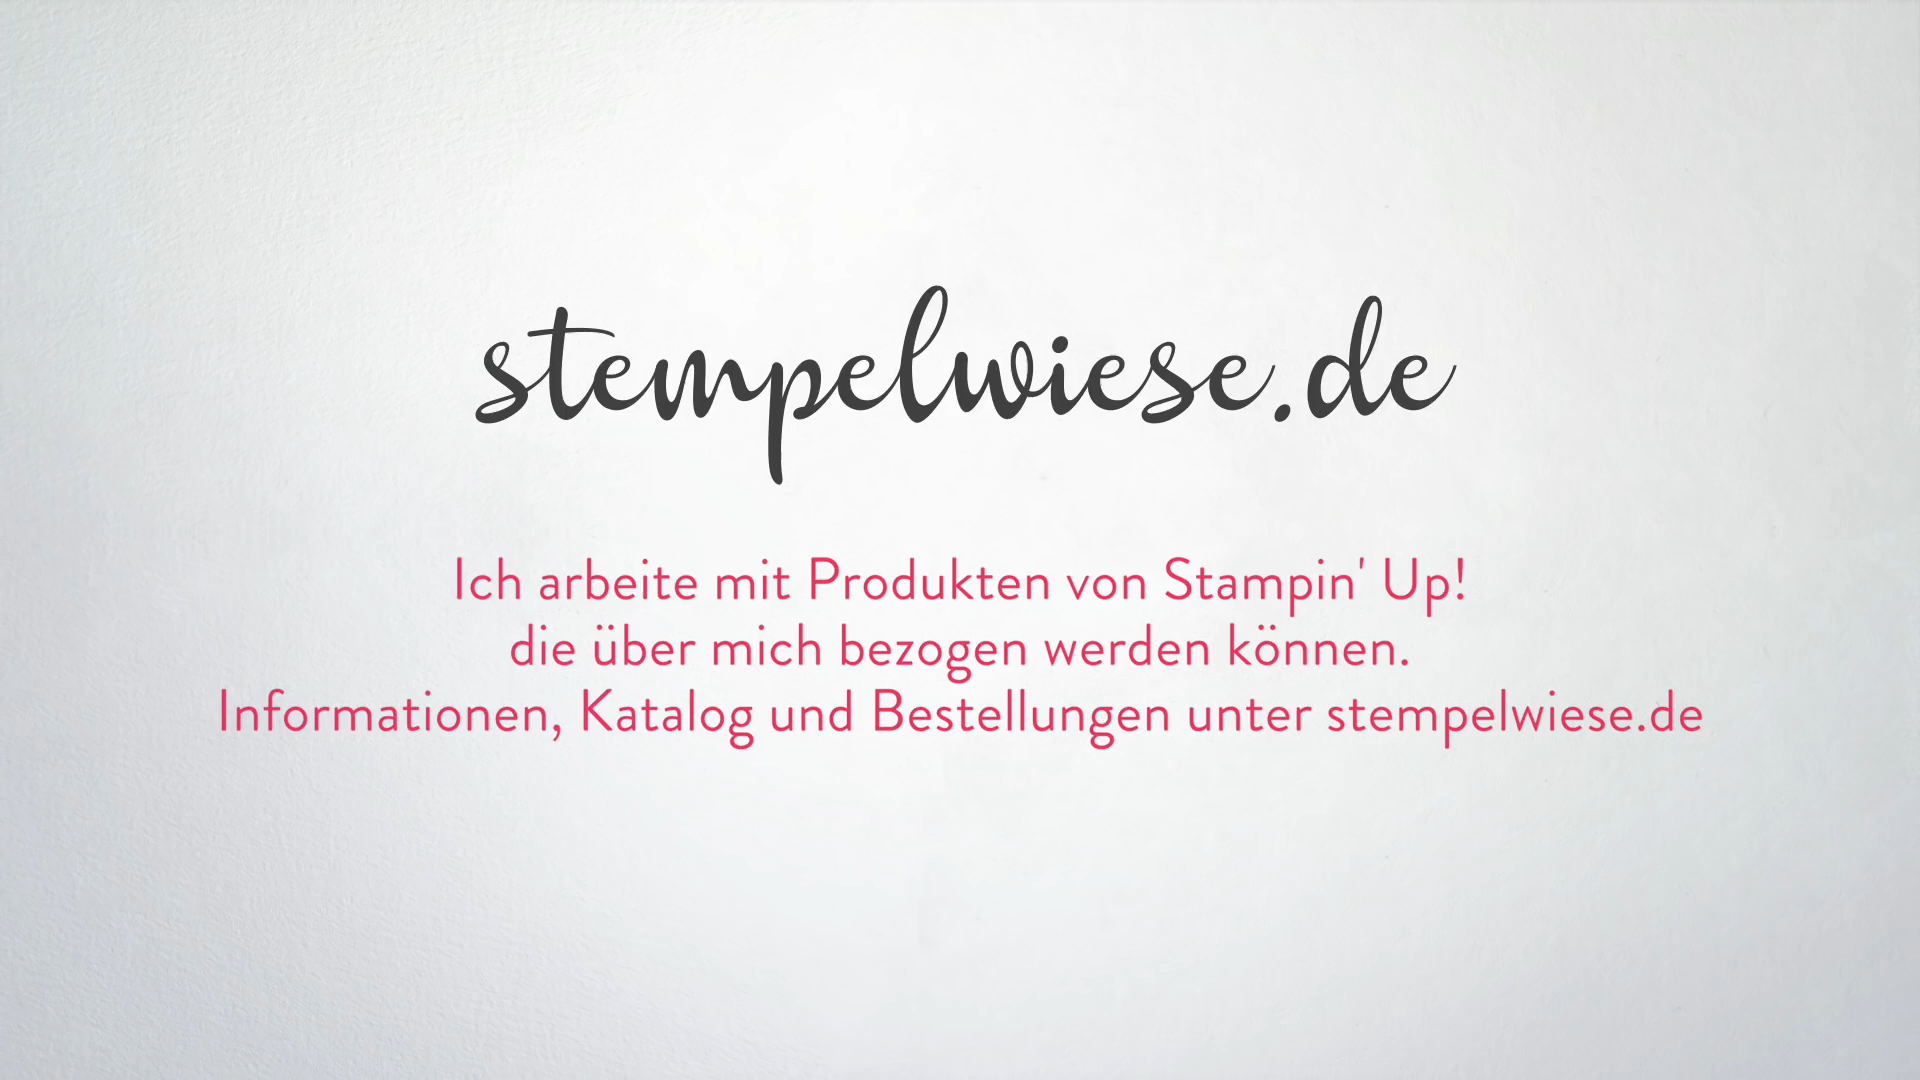 stempelwiese.de
Ich arbeite mit Produkten von Stampin' Up!
die über mich bezogen werden können.
Informationen, Katalog und Bestellungen unter stempelwiese.de